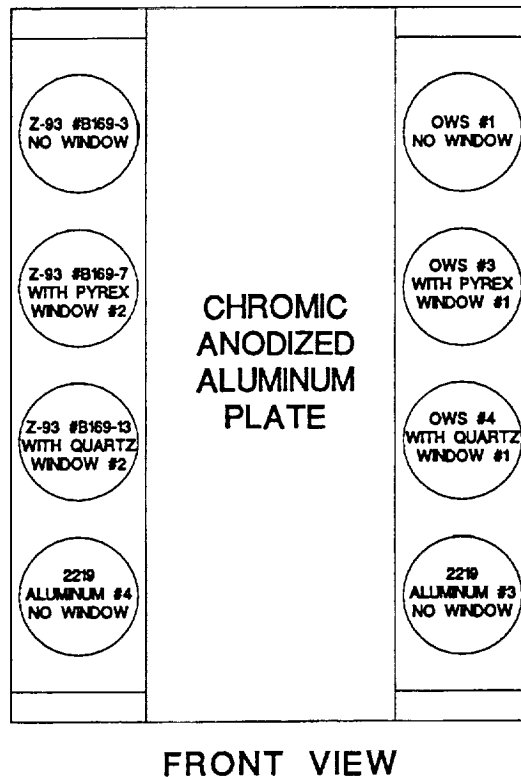 Z-93 #B169-3
NO WINDOW
Z-93 #B169-7
WITH PYREX
WINDOW #2
Z-93 #B169-13
WITH QUARTZ
WINDOW #2
2219
ALUMINUM #4
NO WINDOW
CHROMIC
ANODIZED
ALUMINUM
PLATE
OWS #1
NO WINDOW
OWS #3
WITH PYREX
WINDOW #1
OWS #4
WITH QUARTZ
WINDOW #1
2219
ALUMINUM #3
NO WINDOW
FRONT VIEW